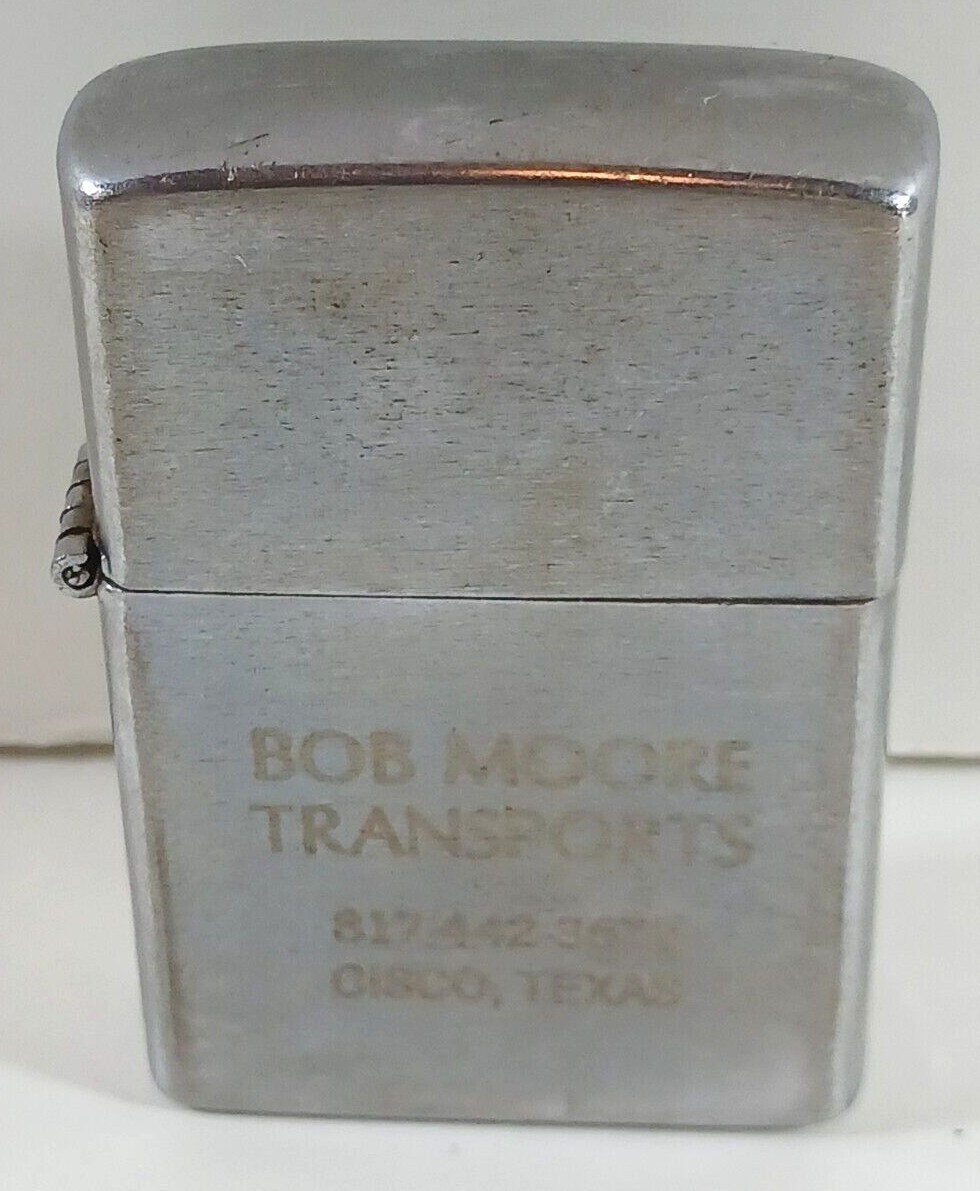 BOB MOORE
TRANSPORTS
CISCO, TEXAS